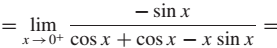 = lim_{x→0⁺} (− sin x)/(cos x + cos x − x sin x) =